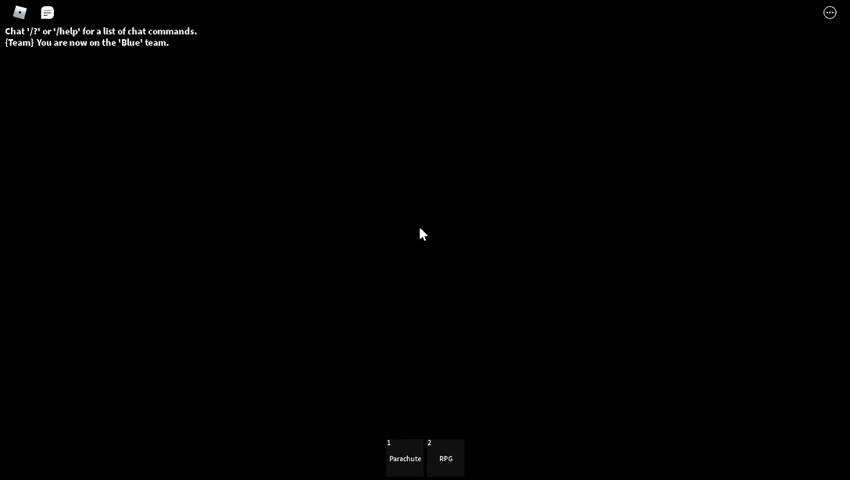 Chat '/?' or '/help' for a list of chat commands.
{Team} You are now on the 'Blue' team.
1
2
Parachute
RPG